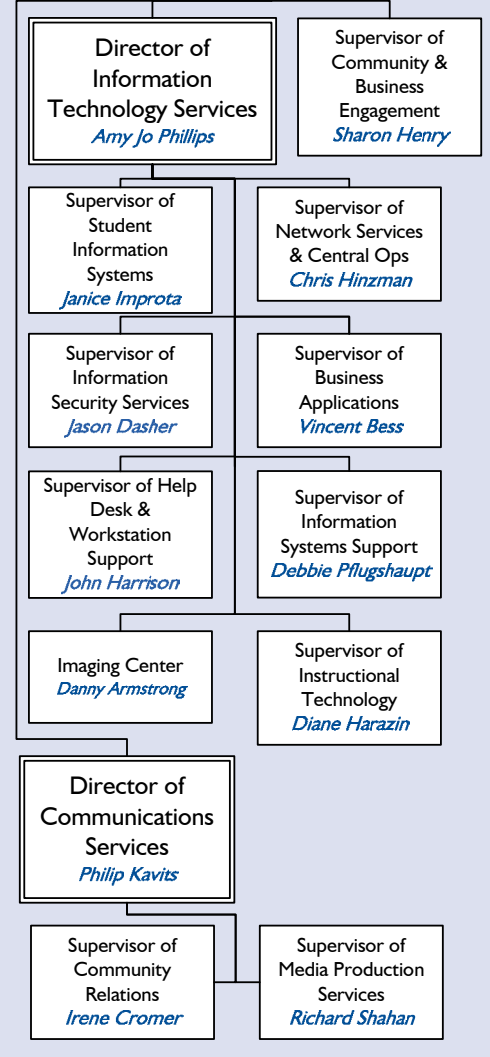 Director of
Information
Technology Services
Amy Jo Phillips
Supervisor of
Community &
Business
Engagement
Sharon Henry
Supervisor of
Student
Information
Systems
Janice Improta
Supervisor of
Network Services
& Central Ops
Chris Hinzman
Supervisor of
Information
Security Services
Jason Dasher
Supervisor of
Business
Applications
Vincent Bess
Supervisor of Help
Desk &
Workstation
Support
John Harrison
Supervisor of
Information
Systems Support
Debbie Pflugshaupt
Imaging Center
Danny Armstrong
Supervisor of
Instructional
Technology
Diane Harazin
Director of
Communications
Services
Philip Kavits
Supervisor of
Community
Relations
Irene Cromer
Supervisor of
Media Production
Services
Richard Shahan